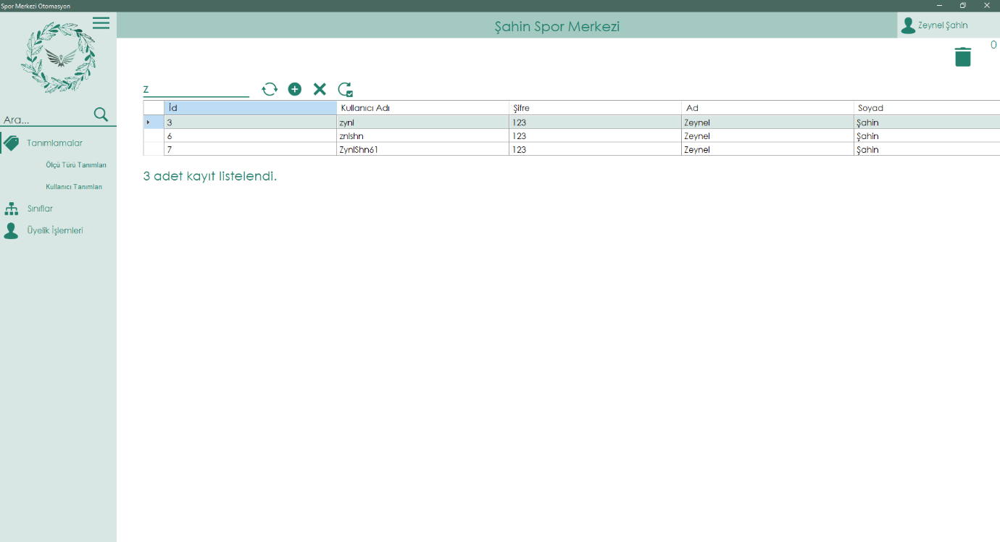 Spor Merkezi Otomasyon
Şahin Spor Merkezi
Zeynel Şahin
0
Z
Ara...
İd Kullanıcı Adı Şifre Ad Soyad
3 zynl 123 Zeynel Şahin
6 znlshn 123 Zeynel Şahin
7 ZynlShn61 123 Zeynel Şahin
3 adet kayıt listelendi.
Tanımlamalar
Ölçü Türü Tanımları
Kullanıcı Tanımları
Sınıflar
Üyelik İşlemleri